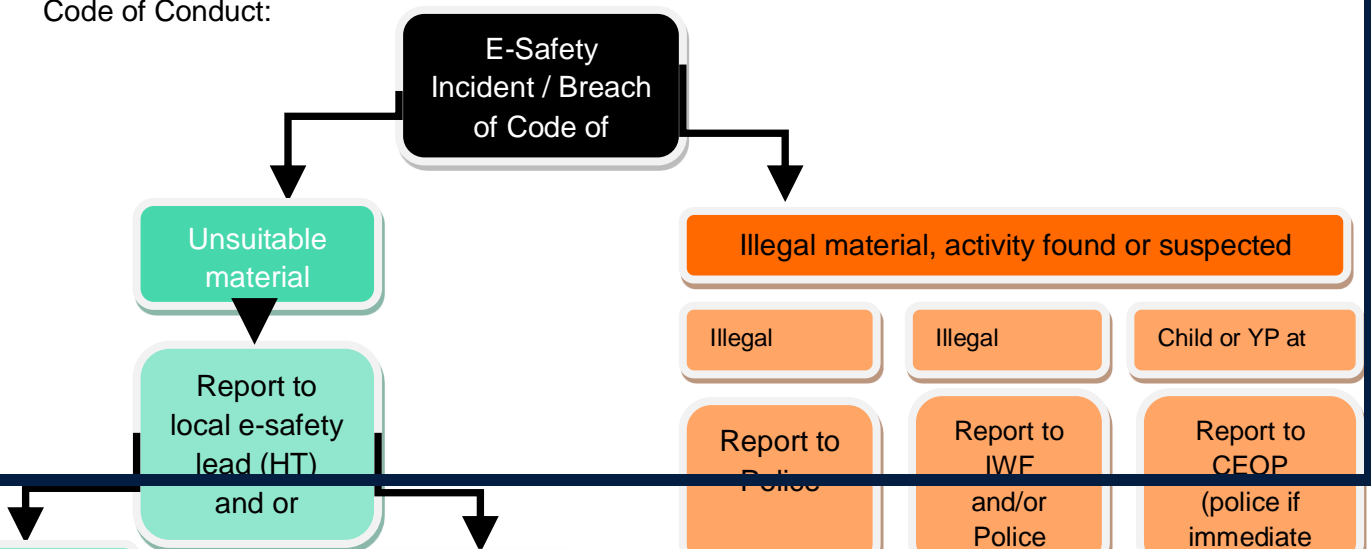 Code of Conduct:
E-Safety
Incident / Breach
of Code of
Unsuitable
material
Illegal material, activity found or suspected
Illegal
Illegal
Child or YP at
Report to
local e-safety
lead (HT)
and or
Report to
Police
Report to
IWF
and/or
Police
Report to
CEOP
(police if
immediate